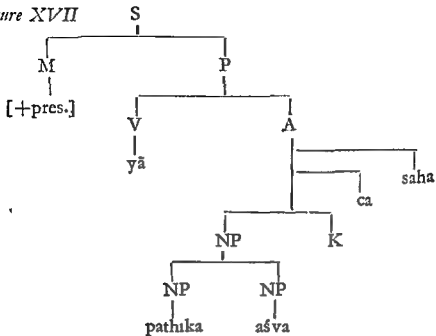 ure XVII
S
M P
[+pres.]
V A
yā
saha
ca
NP K
NP NP
pathika aśva